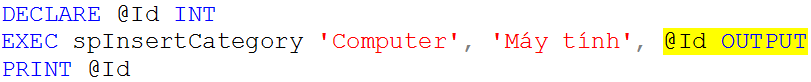 DECLARE @Id INT
EXEC spInsertCategory 'Computer', 'Máy tính', @Id OUTPUT
PRINT @Id